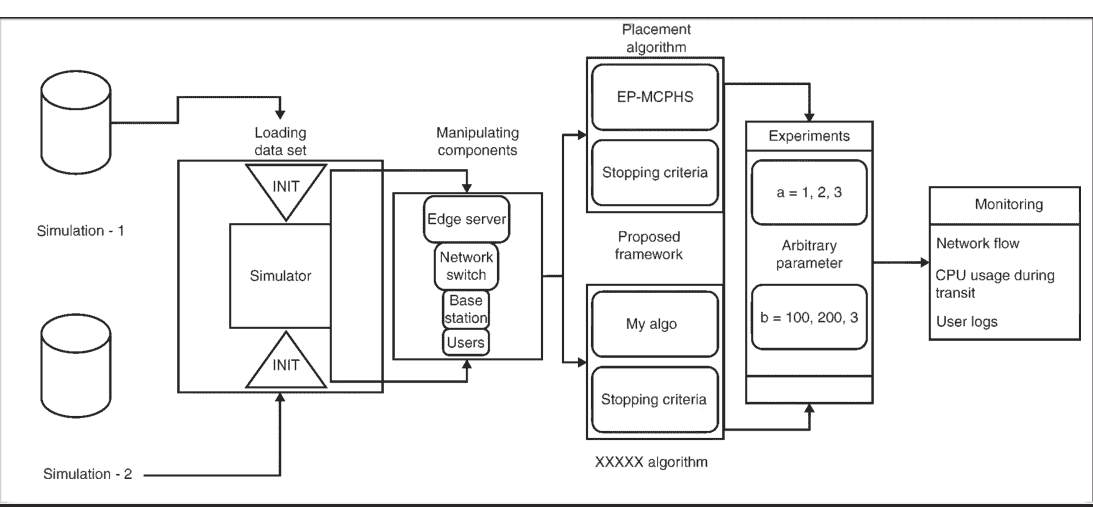 Simulation - 1
Simulation - 2
Loading
data set
INIT
Simulator
INIT
Manipulating
components
Edge server
Network
switch
Base
station
Users
Placement
algorithm
EP-MCPHS
Stopping criteria
Proposed
framework
My algo
Stopping criteria
XXXXX algorithm
Experiments
a = 1, 2, 3
Arbitrary
parameter
b = 100, 200, 3
Monitoring
Network flow
CPU usage during
transit
User logs